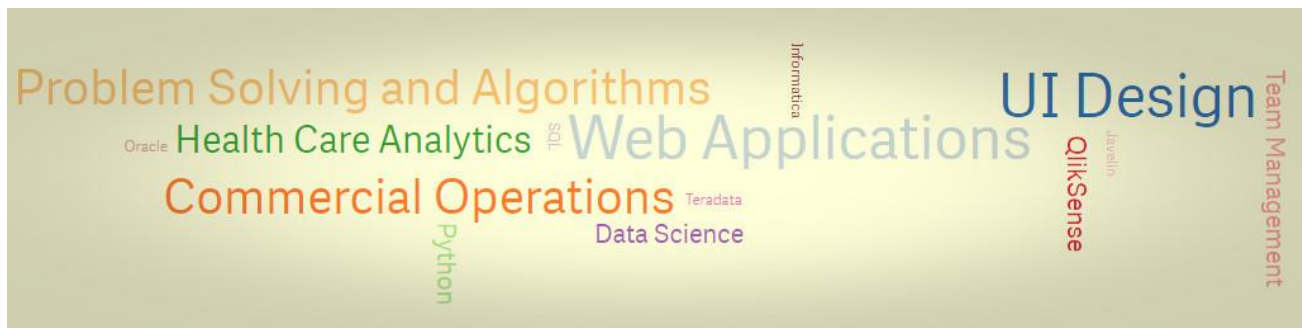 Problem Solving and Algorithms
Informatica
UI Design
Team Management
Oracle
Health Care Analytics
SQL
Web Applications
QlikSense
Javelin
Commercial Operations
Teradata
Python
Data Science